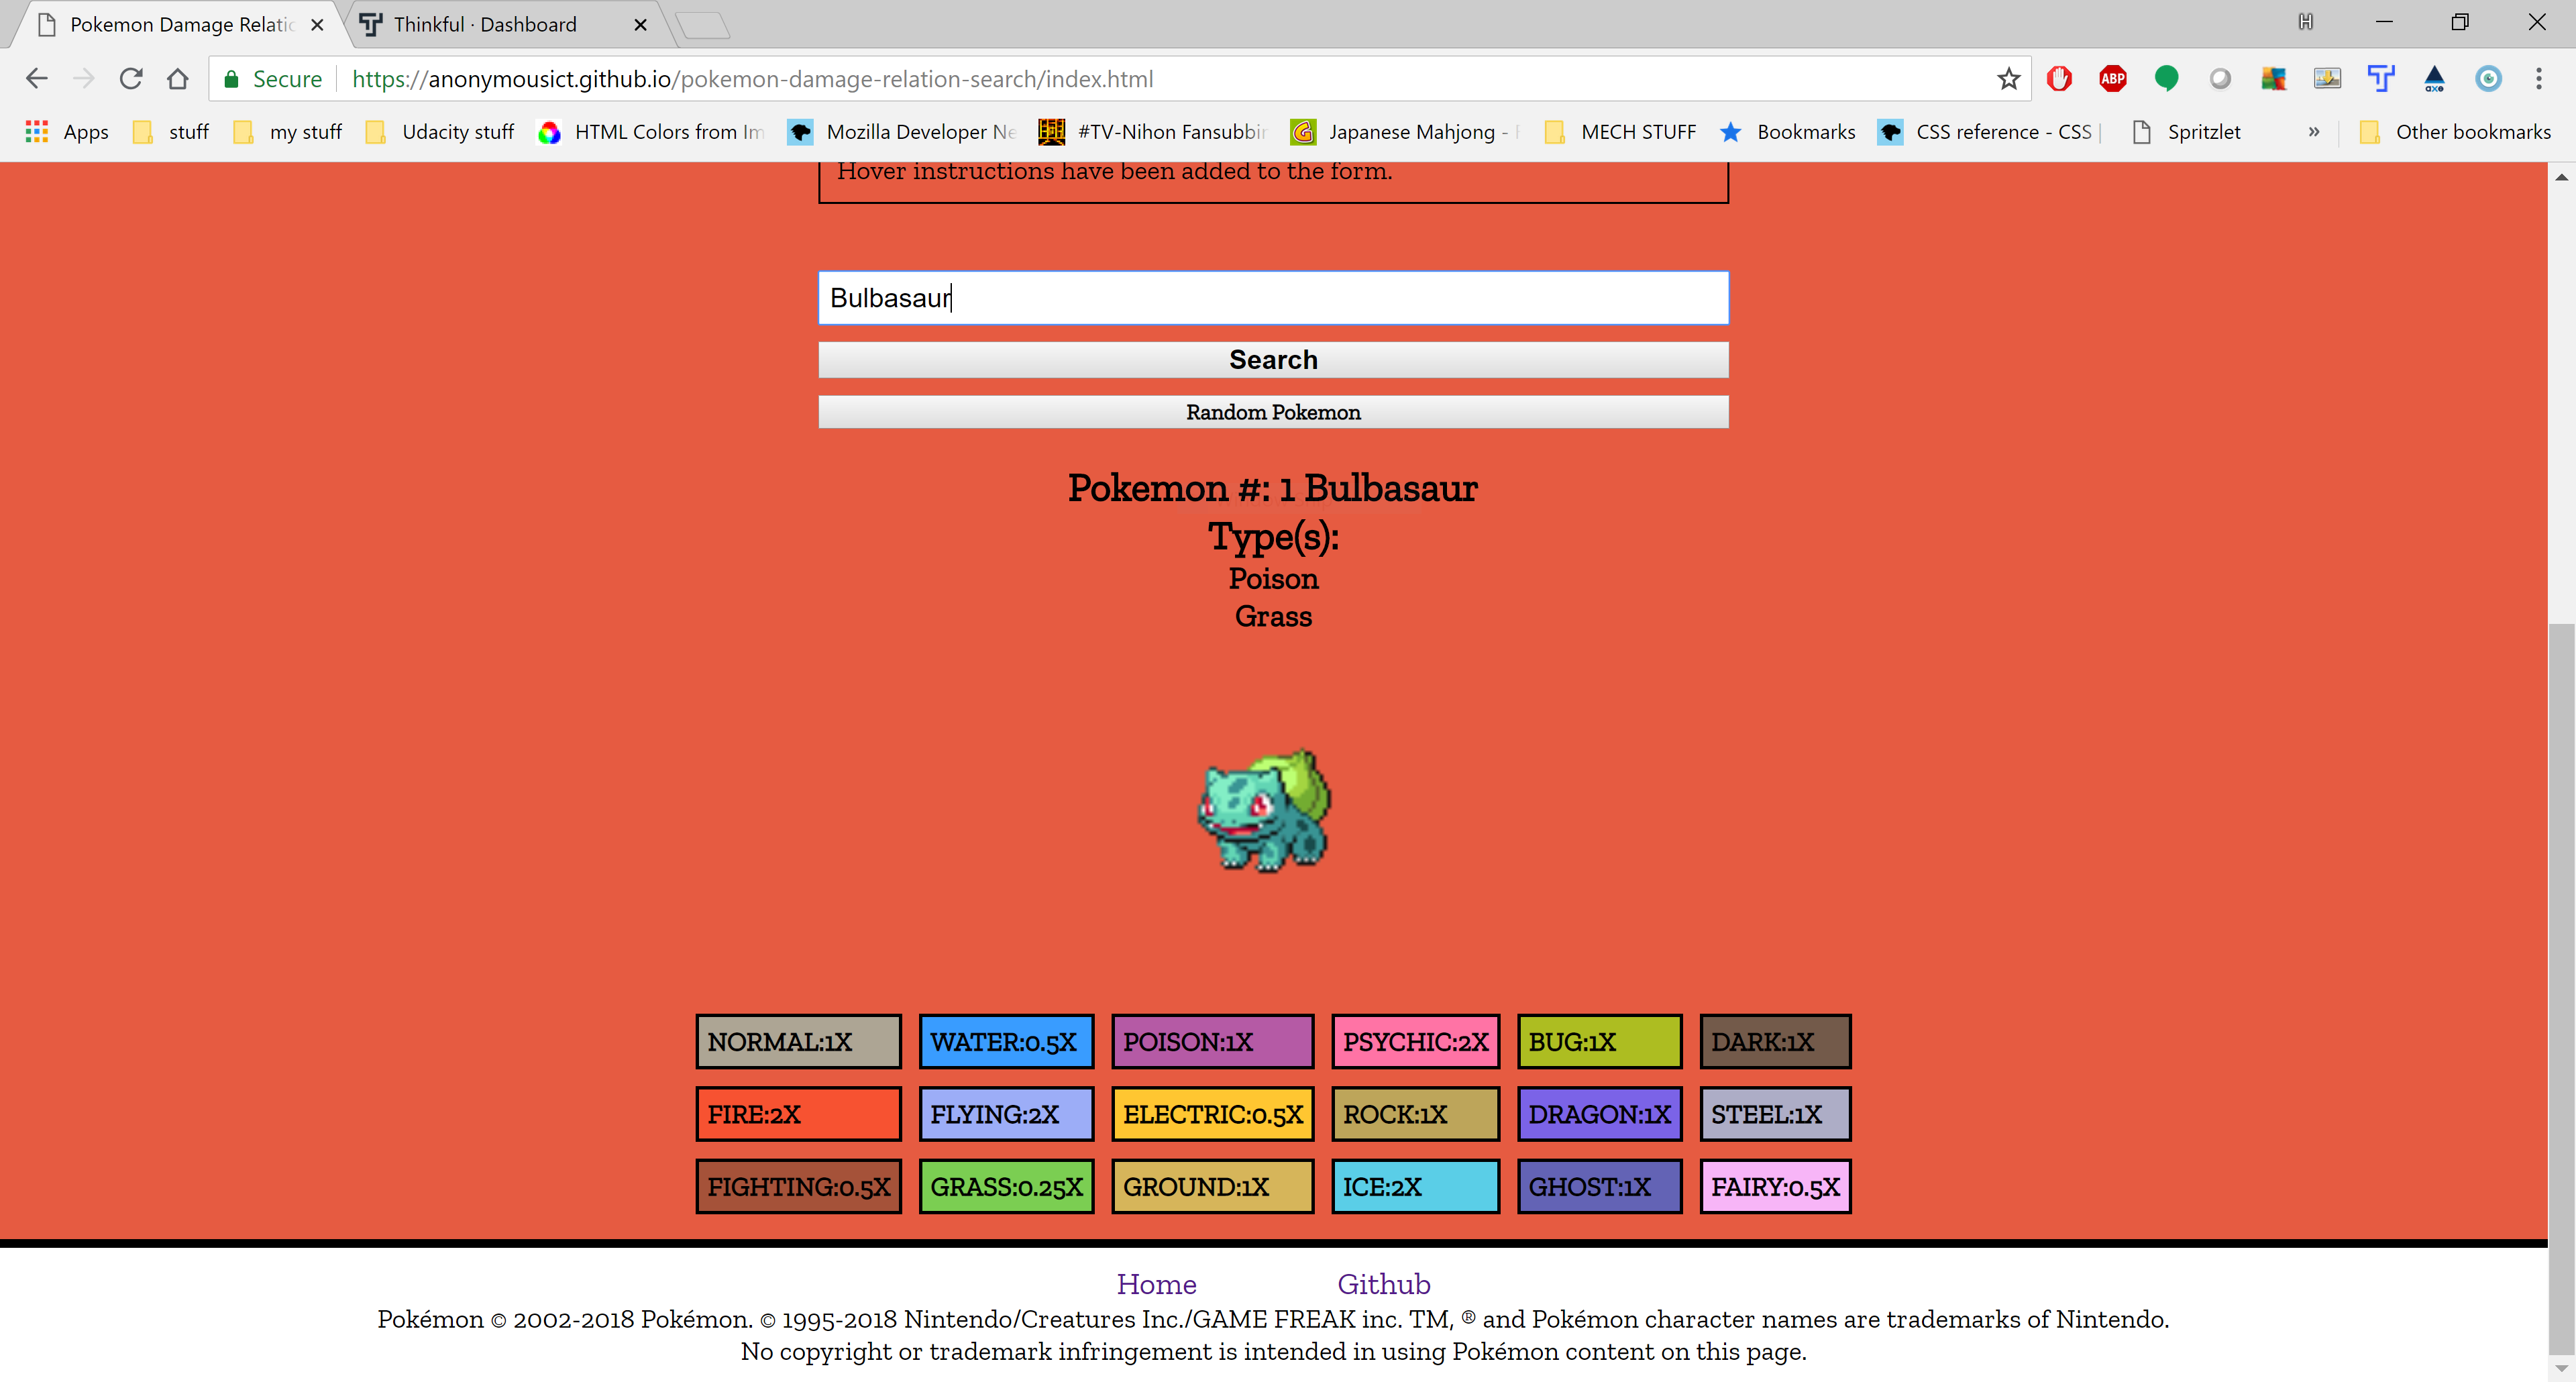 Pokemon Damage Relatio
Thinkful · Dashboard
H
Secure
https://anonymousict.github.io/pokemon-damage-relation-search/index.html
ABP
axe
Apps
stuff
my stuff
Udacity stuff
HTML Colors from Im
Mozilla Developer Ne
#TV-Nihon Fansubbin
Japanese Mahjong -
MECH STUFF
Bookmarks
CSS reference - CSS |
Spritzlet
»
Other bookmarks
Hover instructions have been added to the form.
Bulbasaur
Search
Random Pokemon
Pokemon #: 1 Bulbasaur
Type(s):
Poison
Grass
NORMAL:1X WATER:0.5X POISON:1X PSYCHIC:2X BUG:1X DARK:1X
FIRE:2X FLYING:2X ELECTRIC:0.5X ROCK:1X DRAGON:1X STEEL:1X
FIGHTING:0.5X GRASS:0.25X GROUND:1X ICE:2X GHOST:1X FAIRY:0.5X
Home Github
Pokémon © 2002-2018 Pokémon. © 1995-2018 Nintendo/Creatures Inc./GAME FREAK inc. TM, ® and Pokémon character names are trademarks of Nintendo.
No copyright or trademark infringement is intended in using Pokémon content on this page.